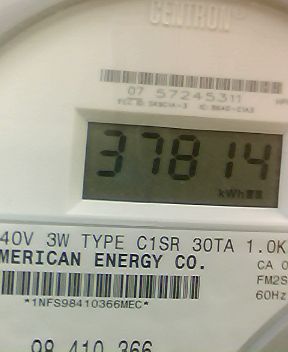 CENTRON
07 57245311
37814
kWh
40V 3W TYPE C1SR 30TA 1.0K
MERICAN ENERGY CO.
CA 0
FM2S
60Hz
*1NFS98410366MEC*
98 410 366